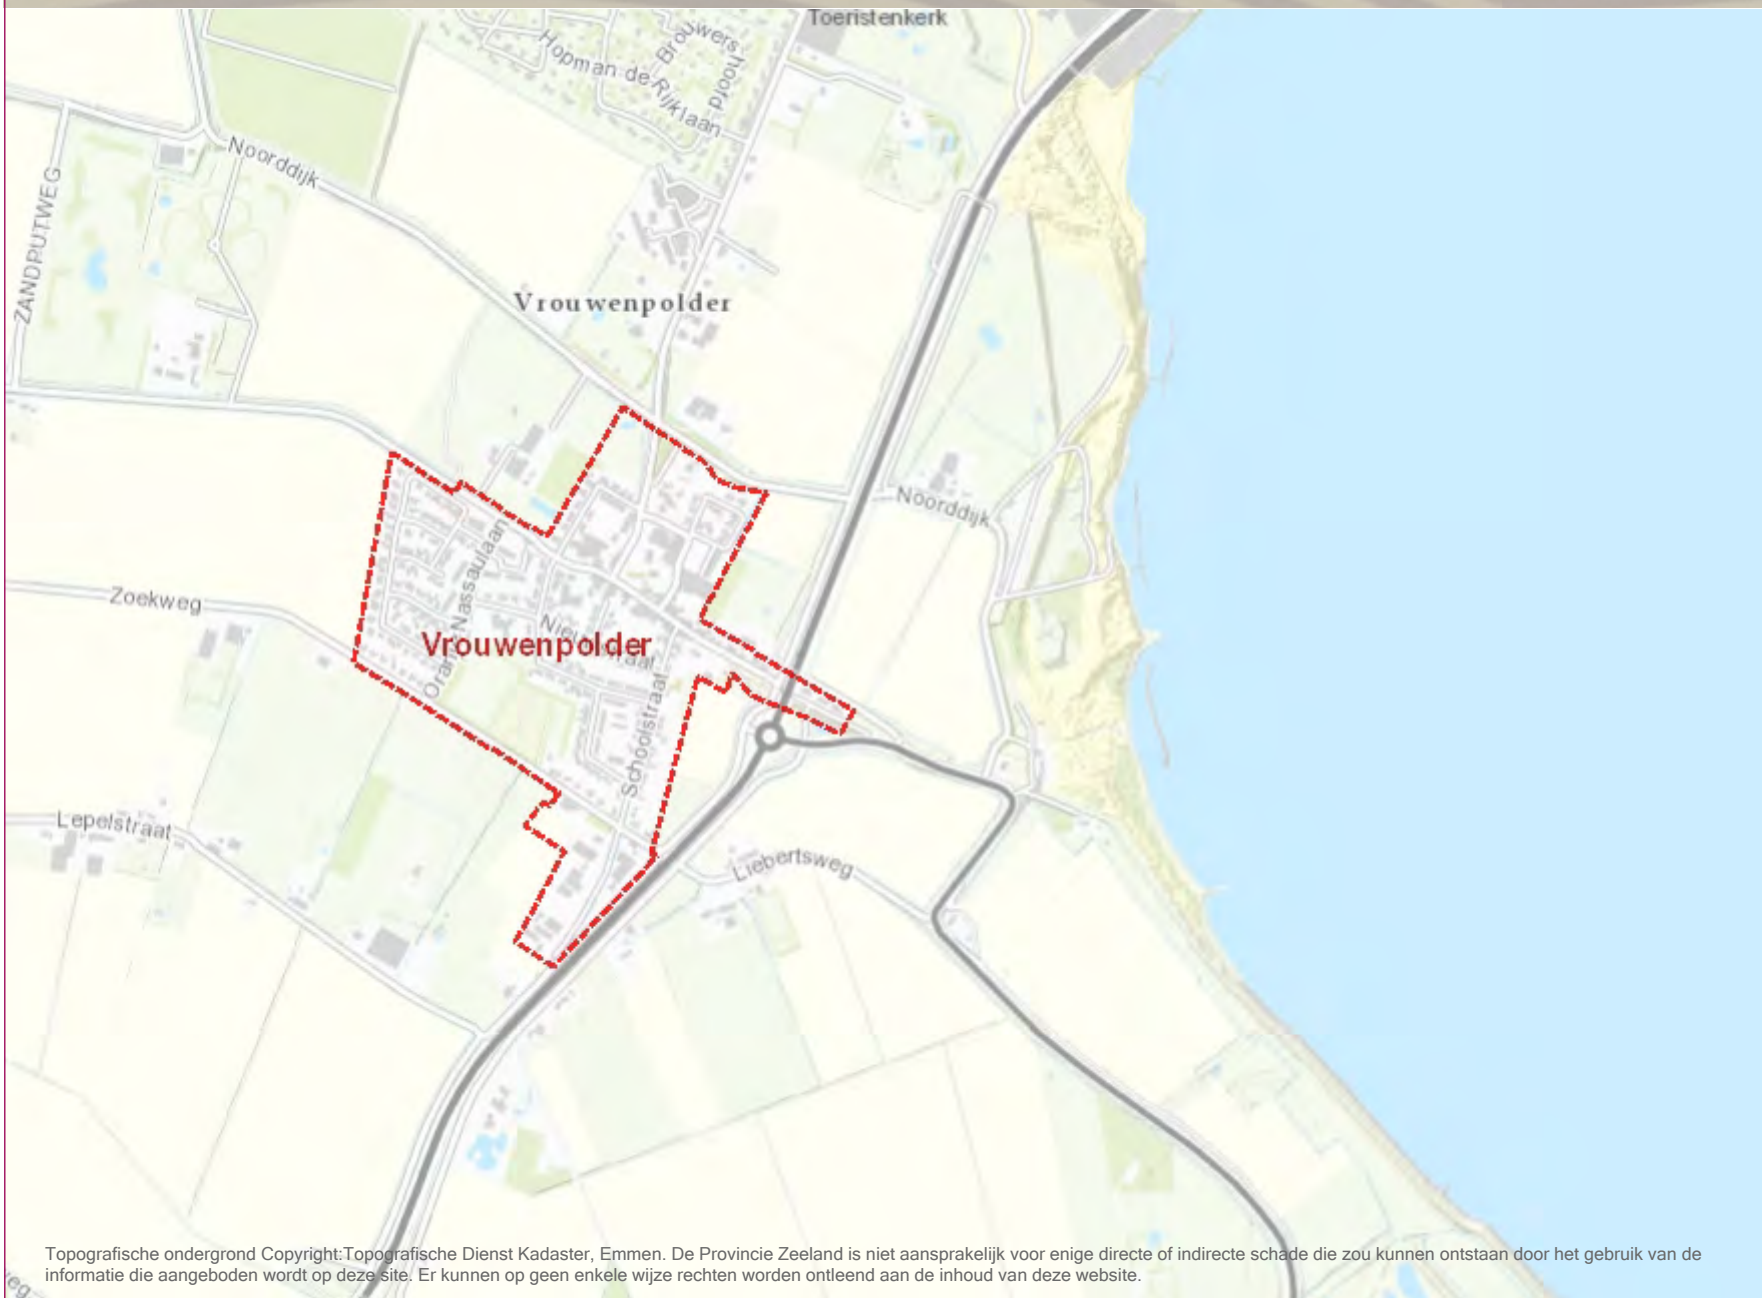 Toeristenkerk
Brouwershoofd
Hopman de Rijklaan
Noorddijk
ZANDPUTWEG
Vrouwenpolder
Noorddijk
Zoekweg
Vrouwenpolder
Schoolstraat
Lepelstraat
Liebertsweg
Topografische ondergrond Copyright:Topografische Dienst Kadaster, Emmen. De Provincie Zeeland is niet aansprakelijk voor enige directe of indirecte schade die zou kunnen ontstaan door het gebruik van de
informatie die aangeboden wordt op deze site. Er kunnen op geen enkele wijze rechten worden ontleend aan de inhoud van deze website.